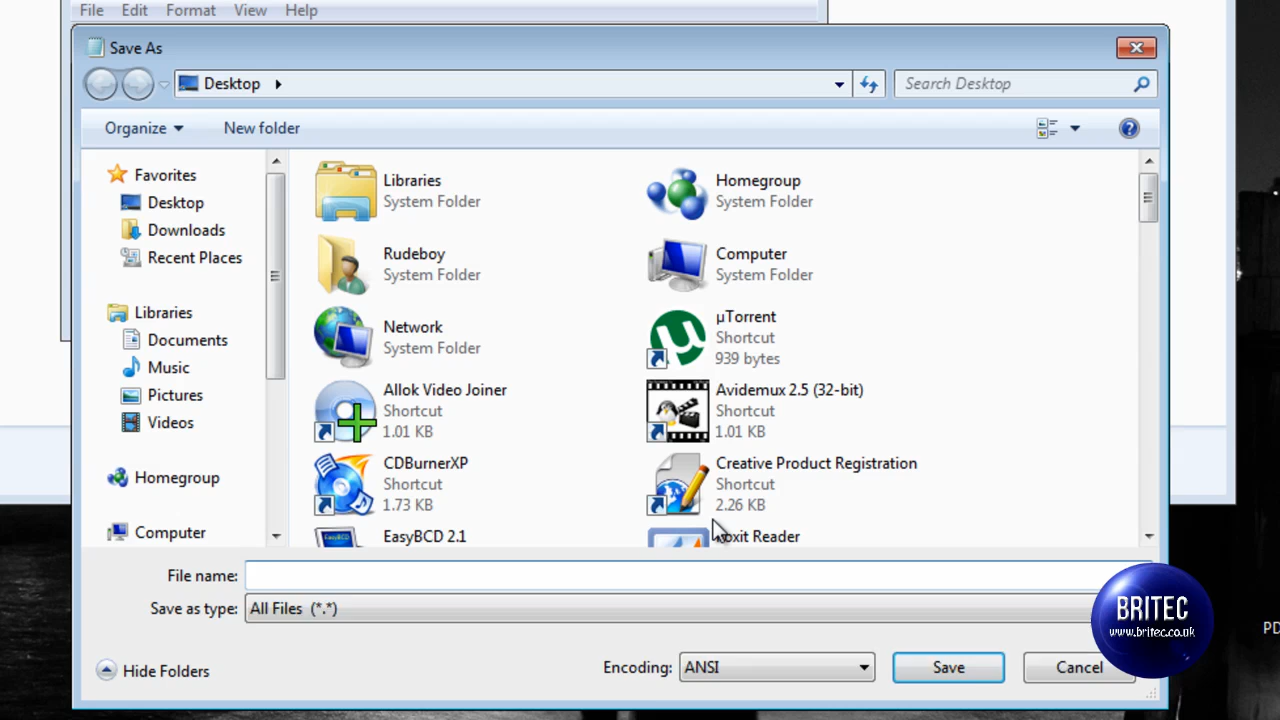 File Edit Format View Help
Save As
Desktop
Search Desktop
Organize New folder
Favorites
Desktop
Downloads
Recent Places
Libraries
Documents
Music
Pictures
Videos
Homegroup
Computer
Libraries
System Folder
Homegroup
System Folder
Rudeboy
System Folder
Computer
System Folder
Network
System Folder
µTorrent
Shortcut
939 bytes
Allok Video Joiner
Shortcut
1.01 KB
Avidemux 2.5 (32-bit)
Shortcut
1.01 KB
CDBurnerXP
Shortcut
1.73 KB
Creative Product Registration
Shortcut
2.26 KB
EasyBCD 2.1
Reader
File name:
Save as type: All Files (*.*)
Hide Folders
Encoding: ANSI
Save
Cancel
BRITEC
www.britec.co.uk